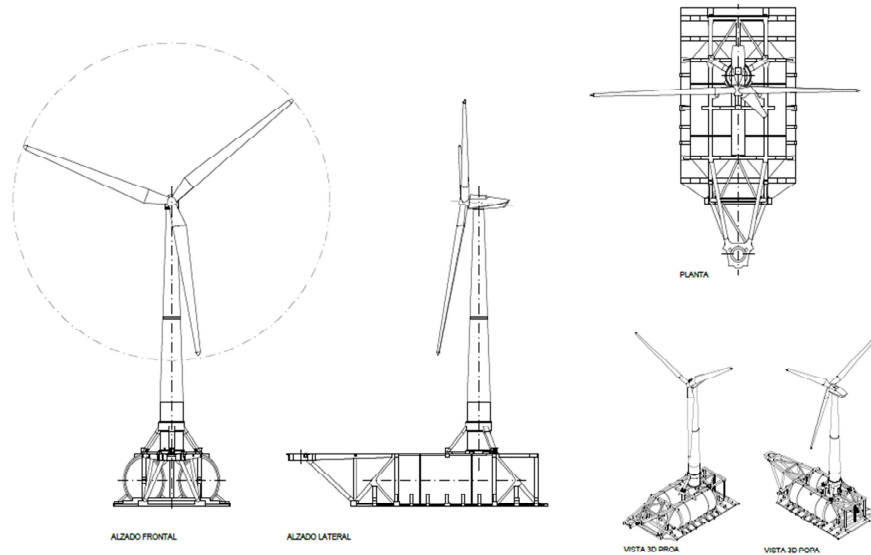 PLANTA
ALZADO FRONTAL
ALZADO LATERAL
VISTA 3D PROA
VISTA 3D POPA